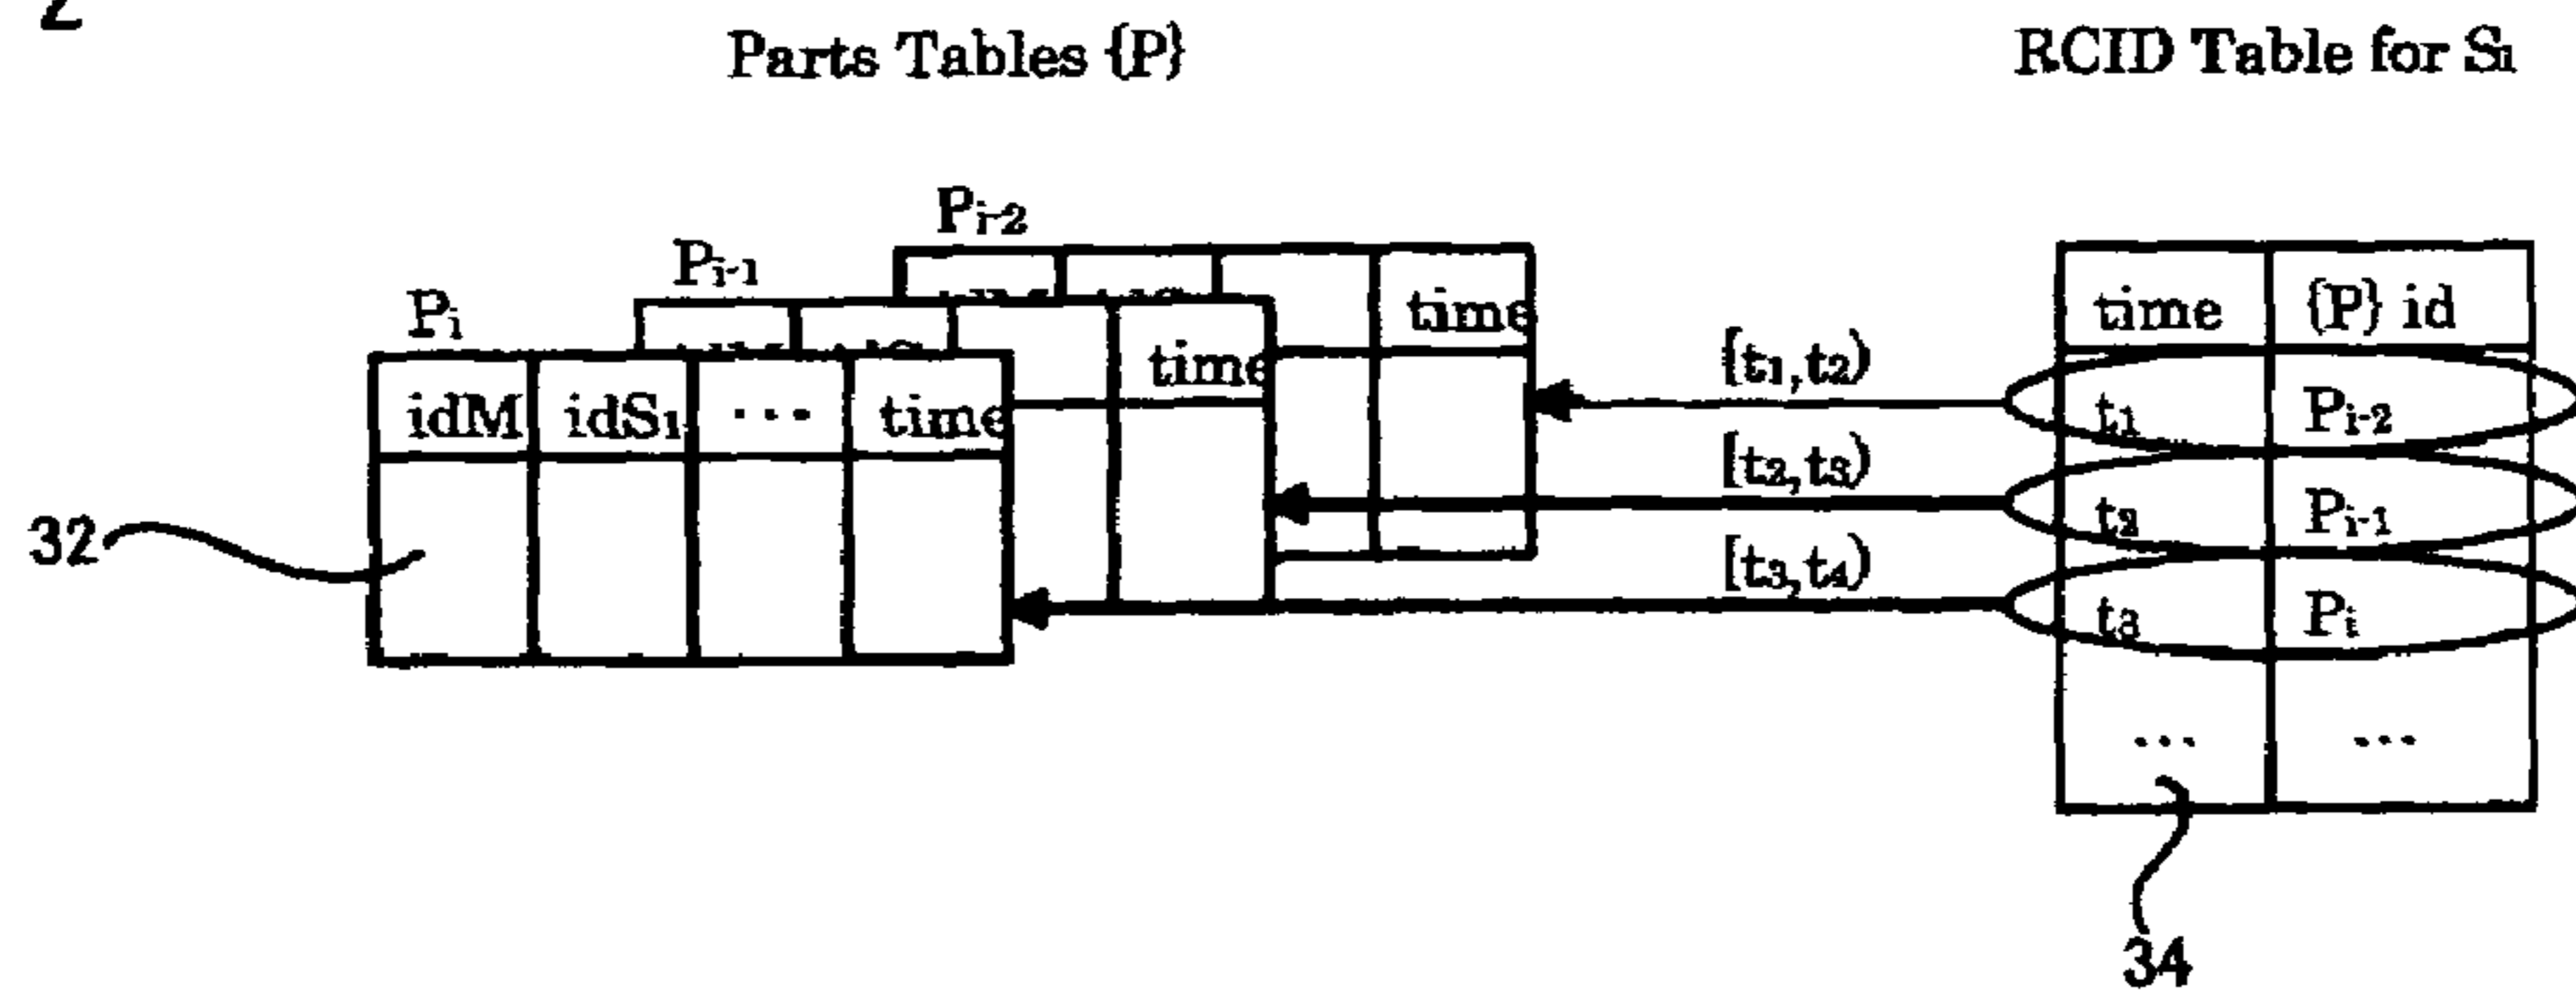 2
Parts Tables {P}
RCID Table for S₁
Pᵢ₋₂
Pᵢ₋₁
Pᵢ
time
time
idM idS₁ ··· time
[t₁,t₂)
[t₂,t₃)
[t₃,t₄)
time {P} id
t₁ Pᵢ₋₂
t₂ Pᵢ₋₁
t₃ Pᵢ
... ...
32
34